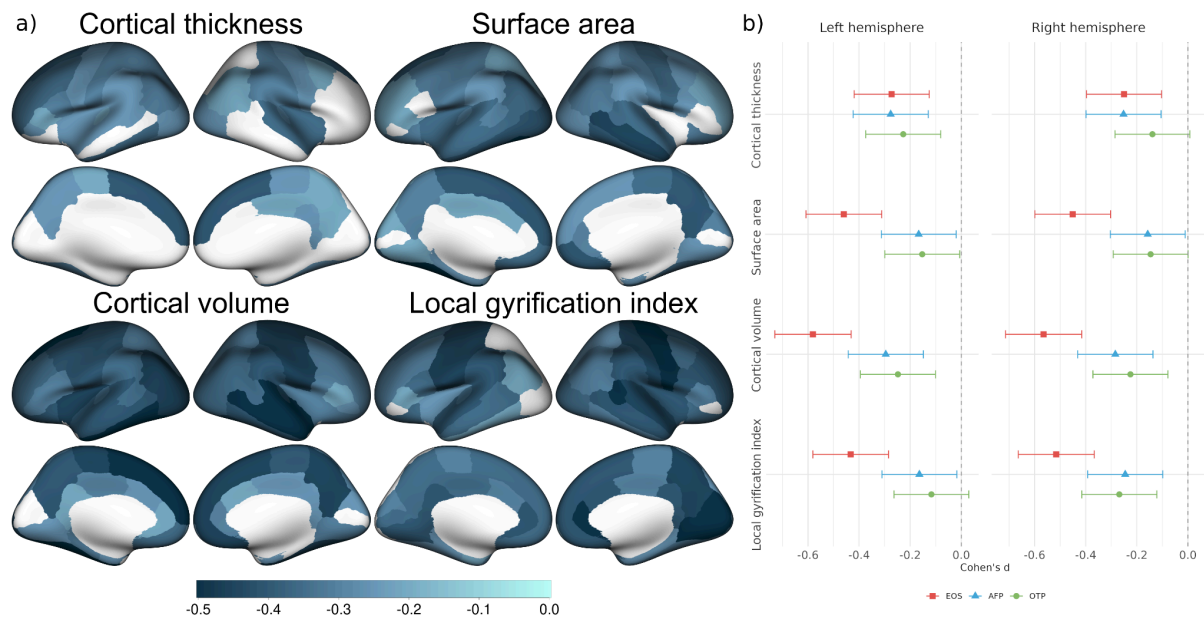 a)
Cortical thickness
Surface area
Cortical volume
Local gyrification index
-0.5 -0.4 -0.3 -0.2 -0.1 0.0
b)
Left hemisphere
Right hemisphere
Cortical thickness
Surface area
Cortical volume
Local gyrification index
-0.6 -0.4 -0.2 0.0
-0.6 -0.4 -0.2 0.0
Cohen's d
EOS AFP OTP